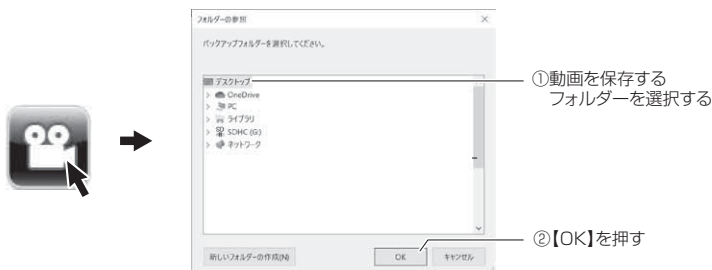 フォルダーの参照
バックアップフォルダーを選択してください。
デスクトップ
OneDrive
PC
ライブラリ
SDHC (G:)
ネットワーク
新しいフォルダーの作成(N)
OK
キャンセル
①動画を保存する
フォルダーを選択する
②【OK】を押す